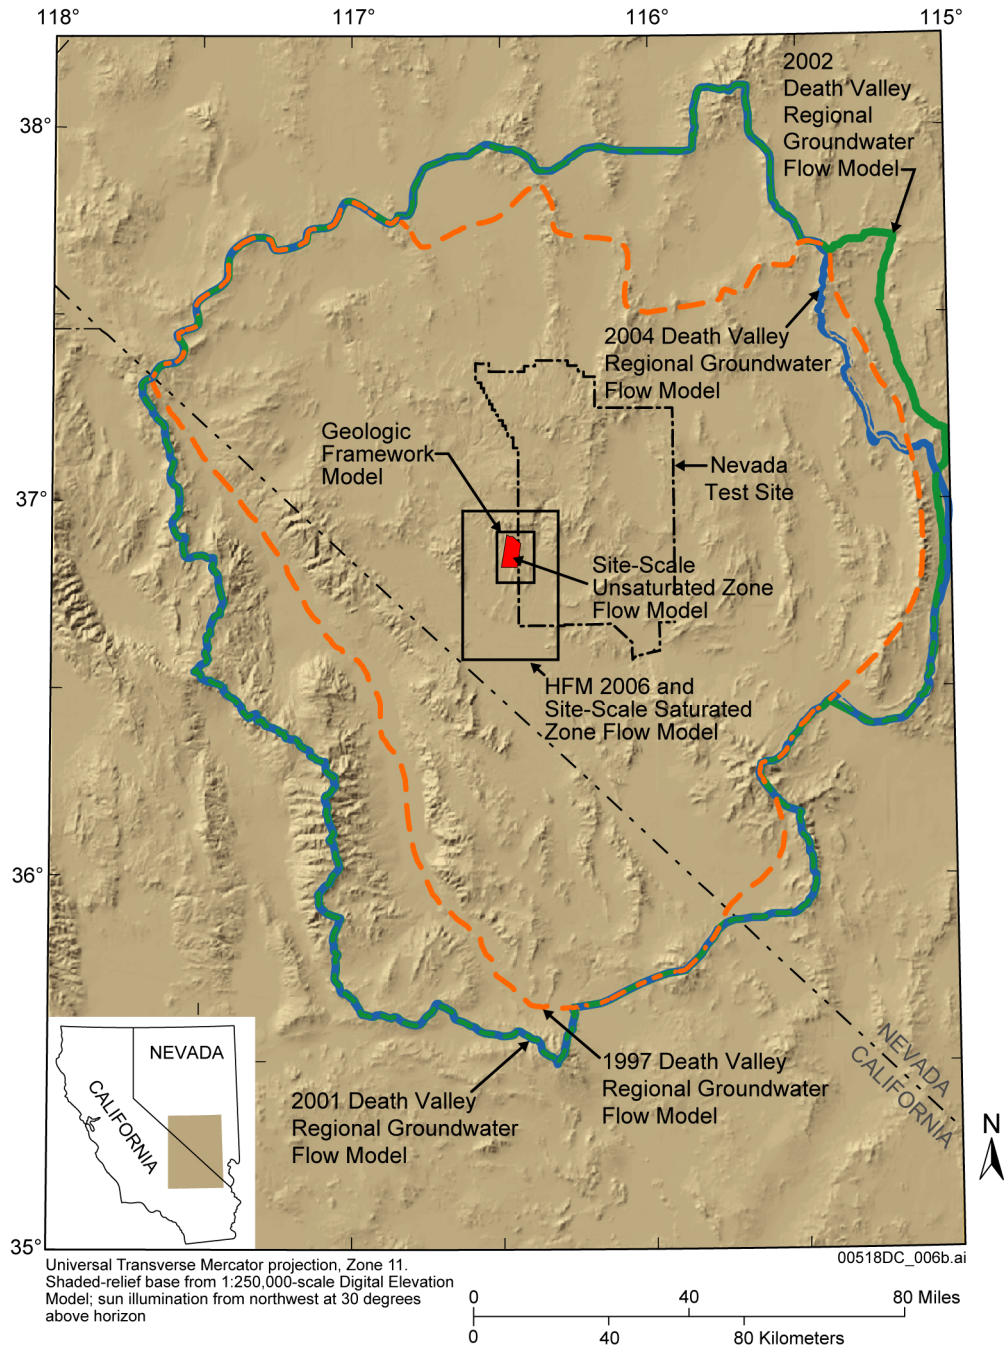 118°
117°
116°
115°
2002
Death Valley
Regional
Groundwater
Flow Model
38°
2004 Death Valley
Regional Groundwater
Flow Model
Geologic
Framework
Model
Nevada
Test Site
37°
Site-Scale
Unsaturated Zone
Flow Model
HFM 2006 and
Site-Scale Saturated
Zone Flow Model
36°
NEVADA
CALIFORNIA
1997 Death Valley
Regional Groundwater
Flow Model
2001 Death Valley
Regional Groundwater
Flow Model
NEVADA
CALIFORNIA
N
35°
00518DC_006b.ai
Universal Transverse Mercator projection, Zone 11.
Shaded-relief base from 1:250,000-scale Digital Elevation
Model; sun illumination from northwest at 30 degrees
above horizon
0 40 80 Miles
0 40 80 Kilometers